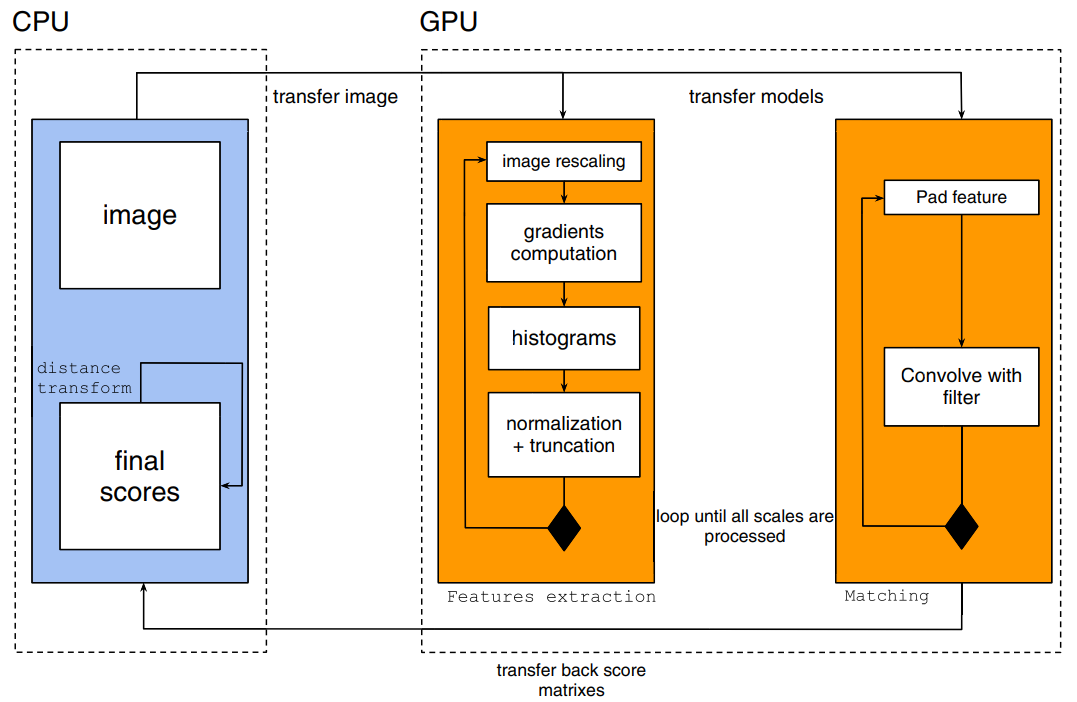 CPU
GPU
transfer image
transfer models
image
distance
transform
final
scores
image rescaling
gradients
computation
histograms
normalization
+ truncation
Features extraction
loop until all scales are
processed
Pad feature
Convolve with
filter
Matching
transfer back score
matrixes